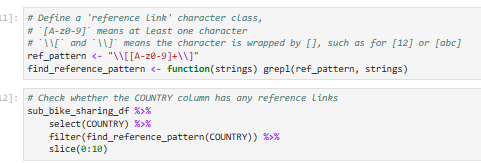 11]: # Define a 'reference link' character class,
# `[A-z0-9]` means at least one character
# `\\[` and `\\]` means the character is wrapped by [], such as for [12] or [abc]
ref_pattern <- "\\[[A-z0-9]+\\]"
find_reference_pattern <- function(strings) grepl(ref_pattern, strings)
12]: # Check whether the COUNTRY column has any reference links
sub_bike_sharing_df %>%
select(COUNTRY) %>%
filter(find_reference_pattern(COUNTRY)) %>%
slice(0:10)